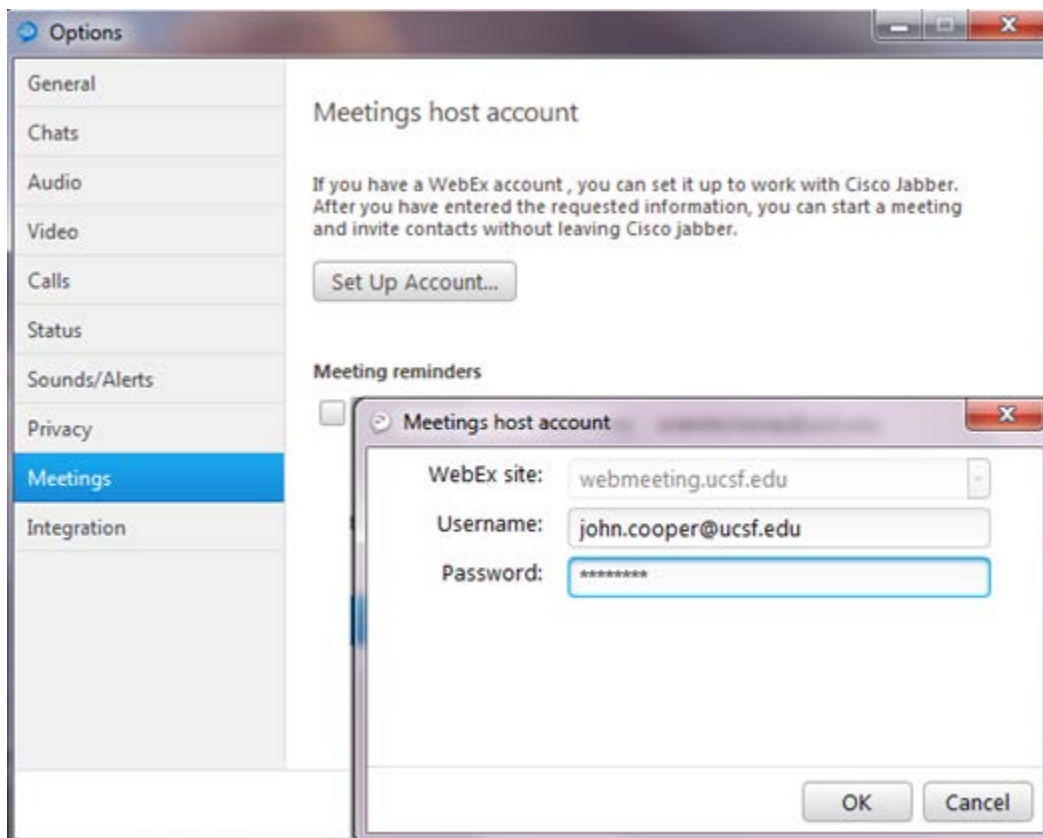 Options
General
Chats
Audio
Video
Calls
Status
Sounds/Alerts
Privacy
Meetings
Integration
Meetings host account
If you have a WebEx account , you can set it up to work with Cisco Jabber.
After you have entered the requested information, you can start a meeting
and invite contacts without leaving Cisco jabber.
Set Up Account...
Meeting reminders
Meetings host account
WebEx site: webmeeting.ucsf.edu
Username: john.cooper@ucsf.edu
Password: ********
OK Cancel